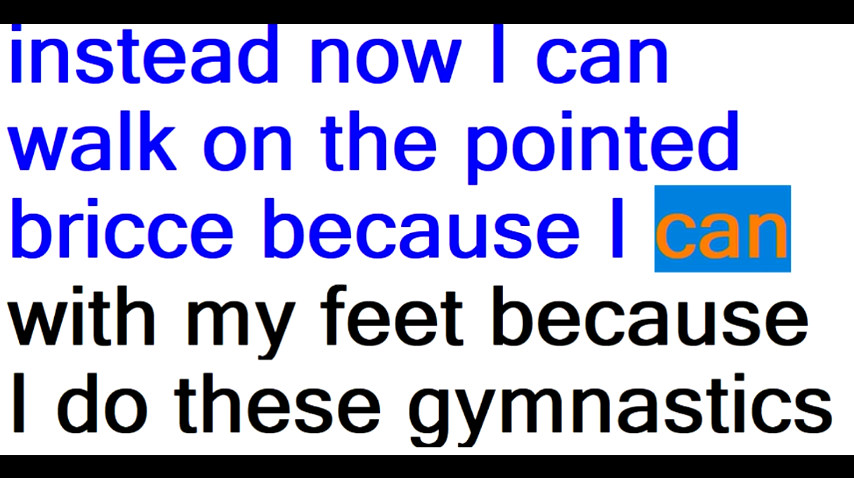 instead now I can
walk on the pointed
bricce because I can
with my feet because
I do these gymnastics